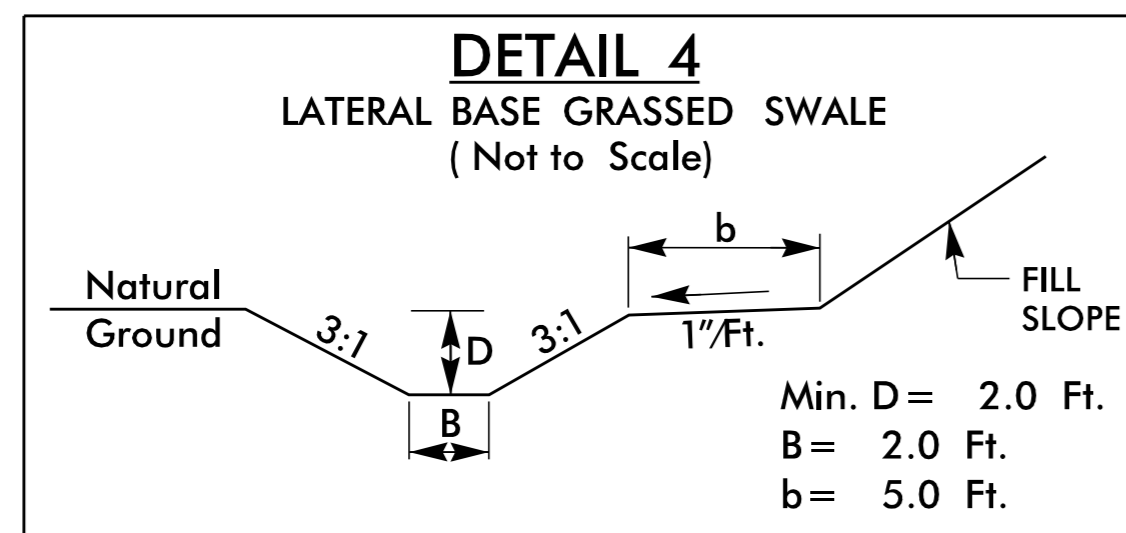 DETAIL 4
LATERAL BASE GRASSED SWALE
( Not to Scale)
b
Natural
Ground
3:1
D
3:1
1"/Ft.
FILL
SLOPE
B
Min. D= 2.0 Ft.
B= 2.0 Ft.
b= 5.0 Ft.